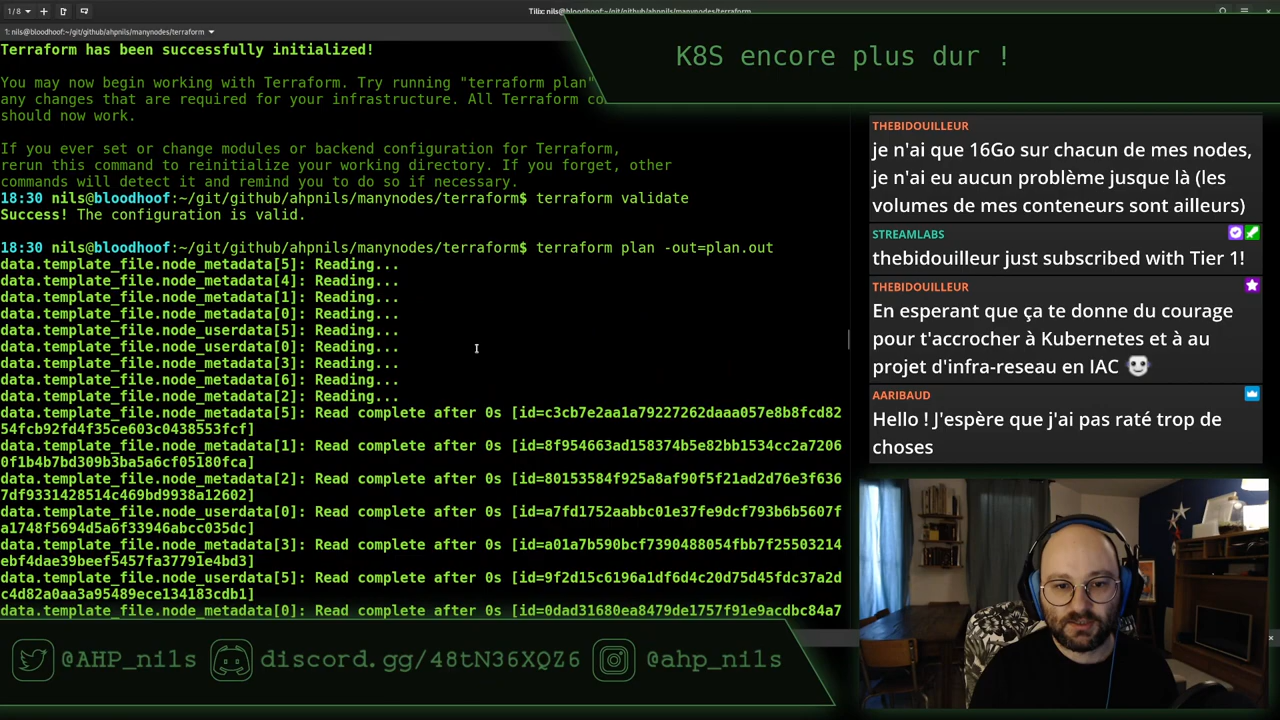 1/8
Tilix: nils@bloodhoof:~/git/github/ahpnils/manynodes/terraform
1: nils@bloodhoof:~/git/github/ahpnils/manynodes/terraform
Terraform has been successfully initialized!
You may now begin working with Terraform. Try running "terraform plan"
any changes that are required for your infrastructure. All Terraform co
should now work.
If you ever set or change modules or backend configuration for Terraform,
rerun this command to reinitialize your working directory. If you forget, other
commands will detect it and remind you to do so if necessary.
18:30 nils@bloodhoof:~/git/github/ahpnils/manynodes/terraform$ terraform validate
Success! The configuration is valid.
18:30 nils@bloodhoof:~/git/github/ahpnils/manynodes/terraform$ terraform plan -out=plan.out
data.template_file.node_metadata[5]: Reading...
data.template_file.node_metadata[4]: Reading...
data.template_file.node_metadata[1]: Reading...
data.template_file.node_metadata[0]: Reading...
data.template_file.node_userdata[5]: Reading...
data.template_file.node_userdata[0]: Reading...
data.template_file.node_metadata[3]: Reading...
data.template_file.node_metadata[6]: Reading...
data.template_file.node_metadata[2]: Reading...
data.template_file.node_metadata[5]: Read complete after 0s [id=c3cb7e2aa1a79227262daaa057e8b8fcd82
54fcb92fd4f35ce603c0438553fcf]
data.template_file.node_metadata[1]: Read complete after 0s [id=8f954663ad158374b5e82bb1534cc2a7206
0f1b4b7bd309b3ba5a6cf05180fca]
data.template_file.node_metadata[2]: Read complete after 0s [id=80153584f925a8af90f5f21ad2d76e3f636
7df9331428514c469bd9938a12602]
data.template_file.node_userdata[0]: Read complete after 0s [id=a7fd1752aabbc01e37fe9dcf793b6b5607f
a1748f5694d5a6f33946abcc035dc]
data.template_file.node_metadata[3]: Read complete after 0s [id=a01a7b590bcf7390488054fbb7f25503214
ebf4dae39beef5457fa37791e4bd3]
data.template_file.node_userdata[5]: Read complete after 0s [id=9f2d15c6196a1df6d4c20d75d45fdc37a2d
c4d82a0aa3a95489ece134183cdb1]
data.template_file.node_metadata[0]: Read complete after 0s [id=0dad31680ea8479de1757f91e9acdbc84a7
K8S encore plus dur !
THEBIDOUILLEUR
je n'ai que 16Go sur chacun de mes nodes,
je n'ai eu aucun problème jusque là (les
volumes de mes conteneurs sont ailleurs)
STREAMLABS
thebidouilleur just subscribed with Tier 1!
THEBIDOUILLEUR
En esperant que ça te donne du courage
pour t'accrocher à Kubernetes et à au
projet d'infra-reseau en IAC
AARIBAUD
Hello ! J'espère que j'ai pas raté trop de
choses
@AHP_nils
discord.gg/48tN36XQZ6
@ahp_nils